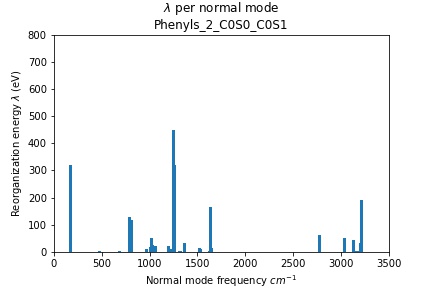 λ per normal mode
Phenyls_2_C0S0_C0S1
Reorganization energy λ (eV)
800
700
600
500
400
300
200
100
0
0 500 1000 1500 2000 2500 3000 3500
Normal mode frequency cm⁻¹